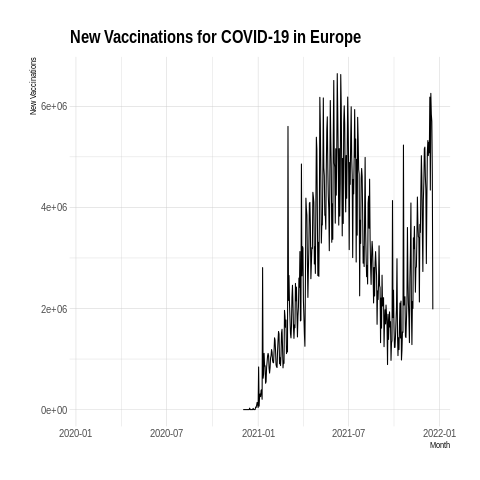 New Vaccinations for COVID-19 in Europe
New Vaccinations
6e+06
4e+06
2e+06
0e+00
2020-01 2020-07 2021-01 2021-07 2022-01
Month